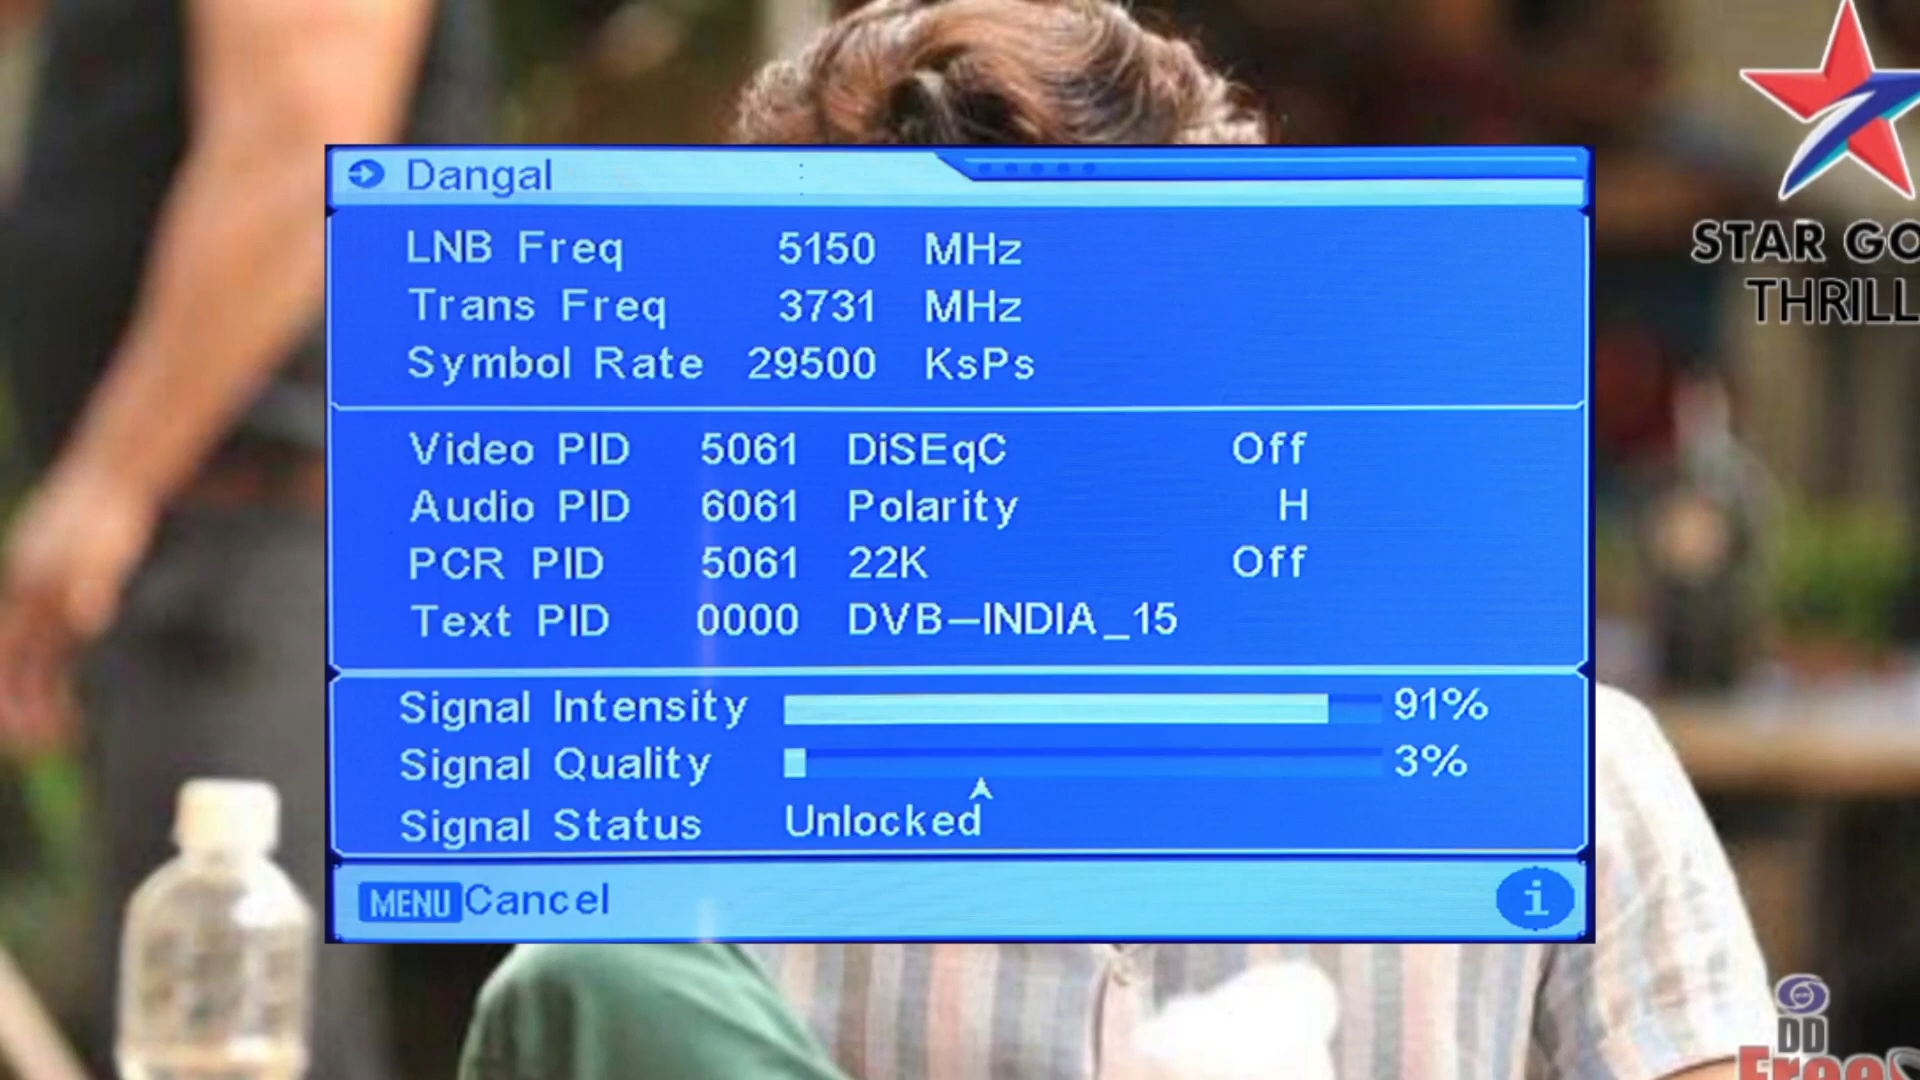 Dangal
LNB Freq 5150 MHz
Trans Freq 3731 MHz
Symbol Rate 29500 KsPs
Video PID 5061 DiSEqC Off
Audio PID 6061 Polarity H
PCR PID 5061 22K Off
Text PID 0000 DVB—INDIA_15
Signal Intensity 91%
Signal Quality 3%
Signal Status Unlocked
MENU Cancel
i
STAR GO
THRILL
DD
Free